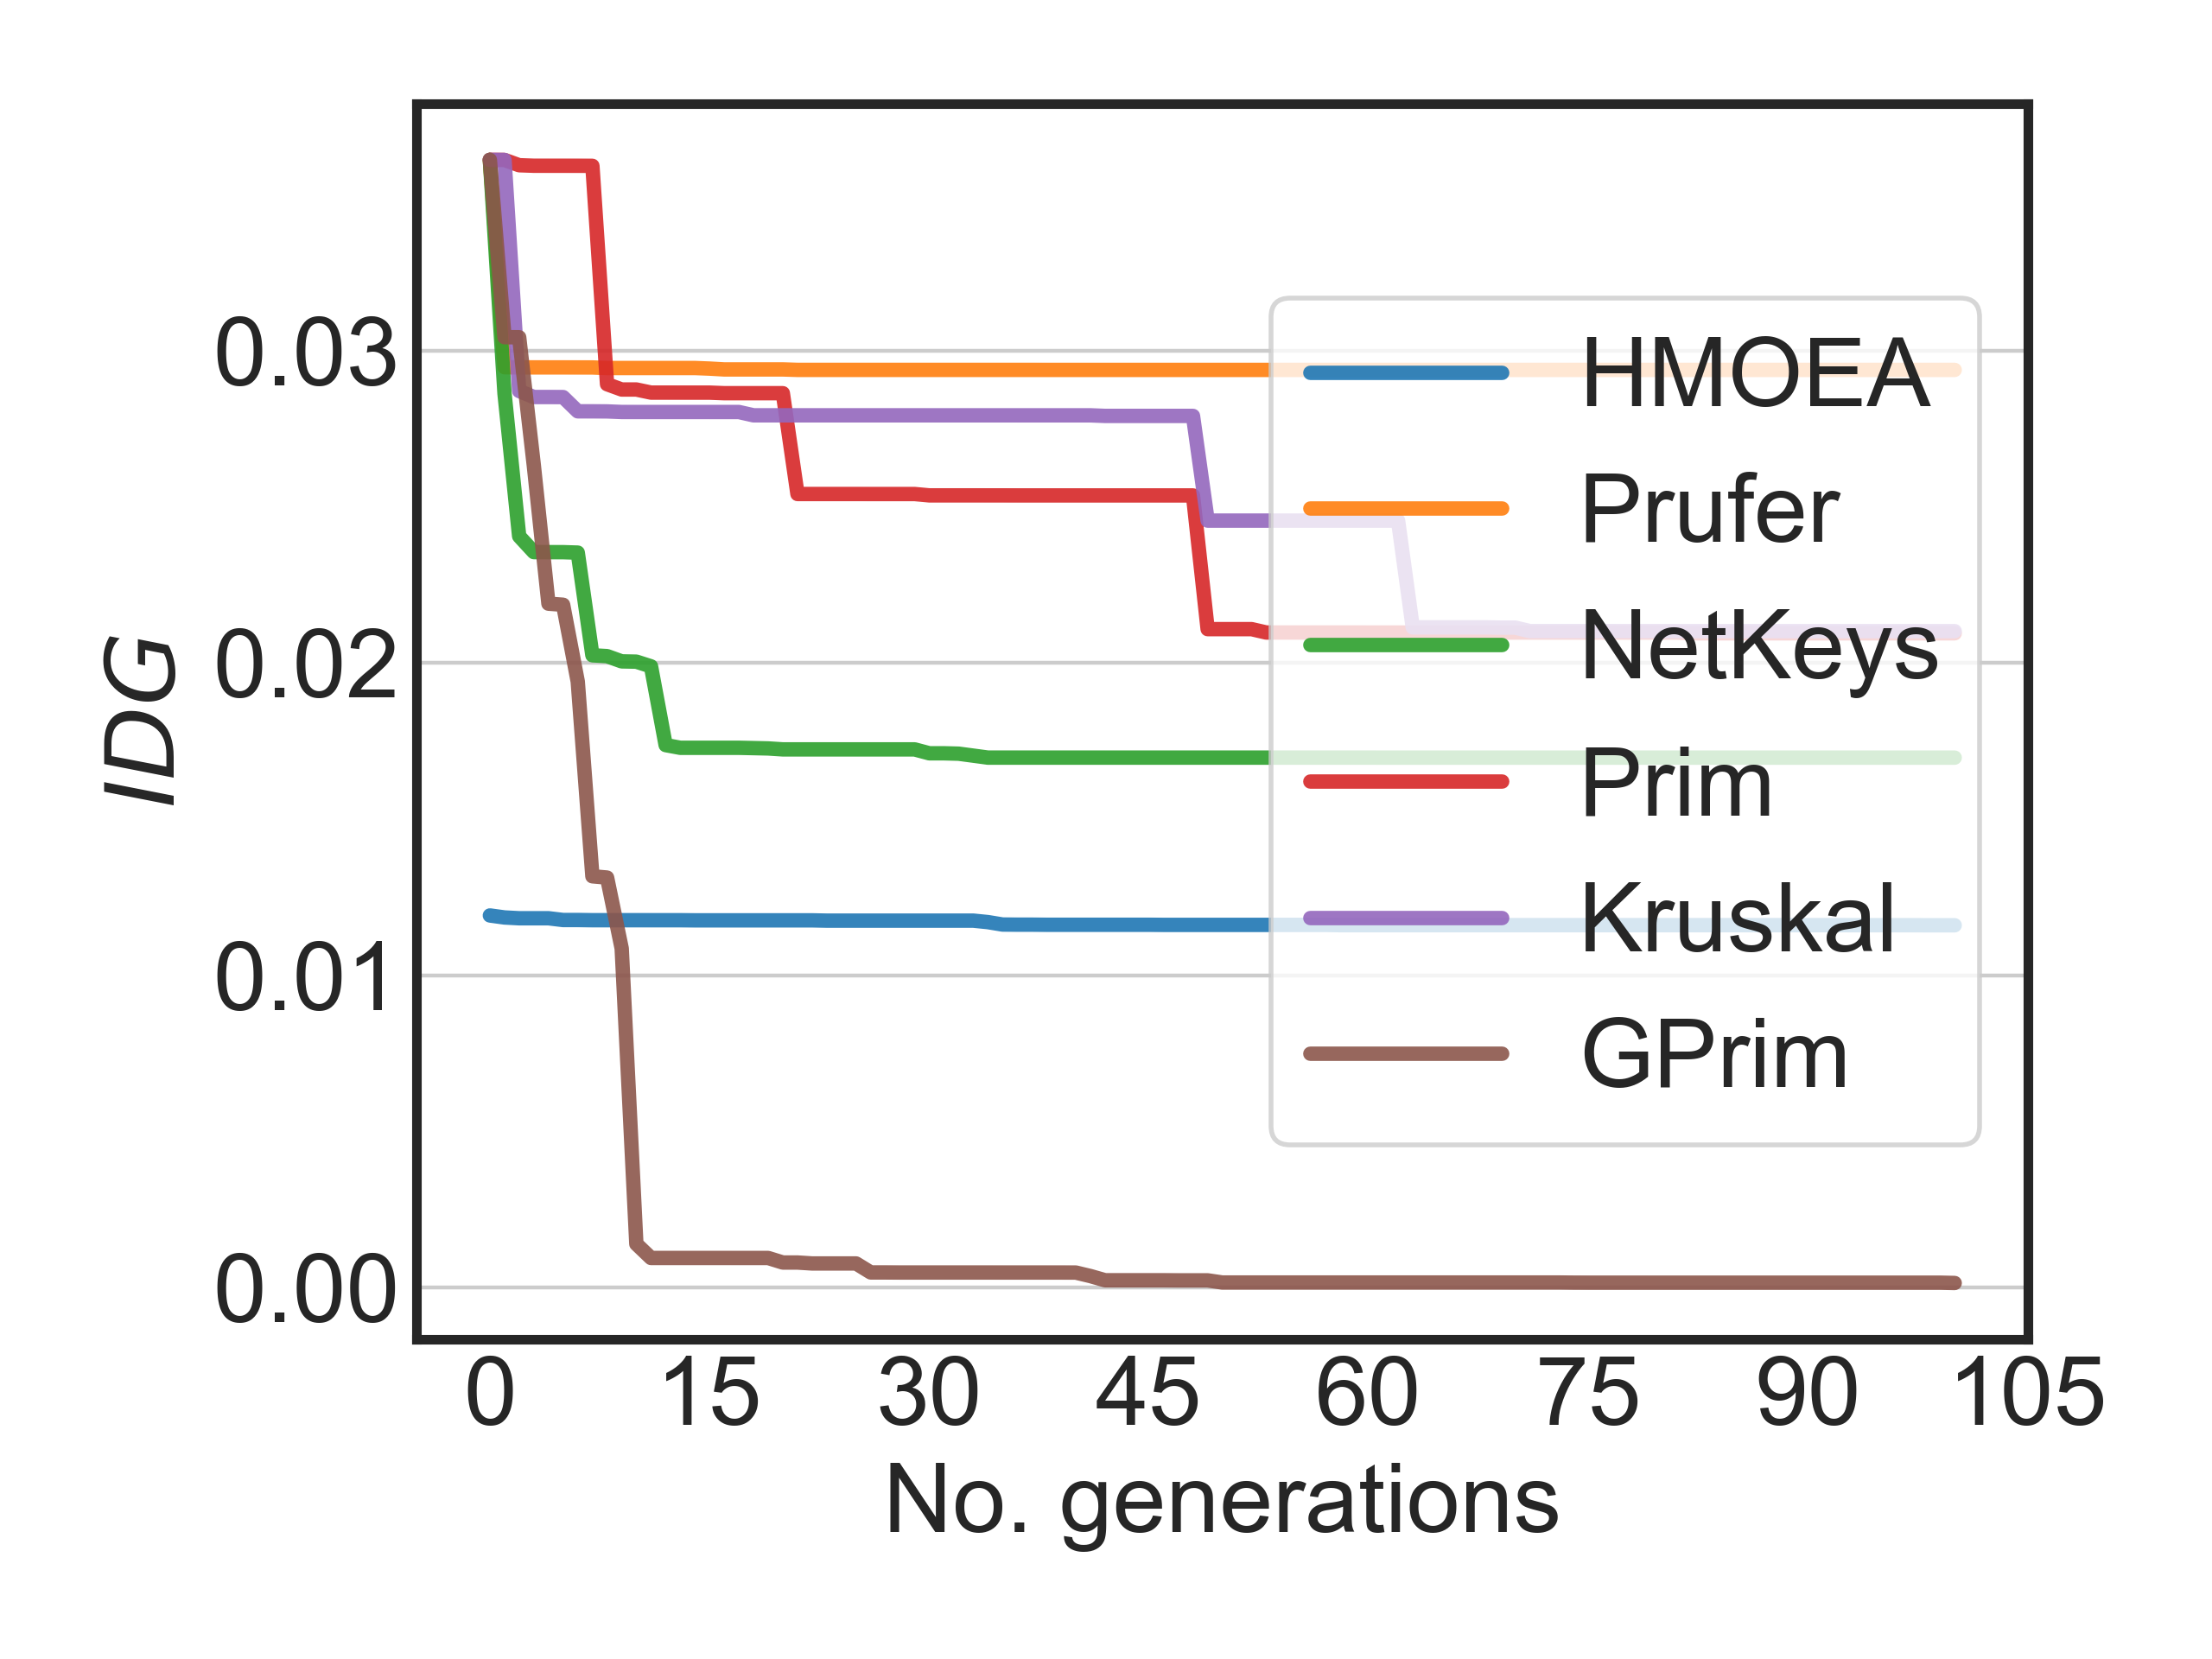 IDG
0.03
0.02
0.01
0.00
HMOEA
Prufer
NetKeys
Prim
Kruskal
GPrim
0 15 30 45 60 75 90 105
No. generations